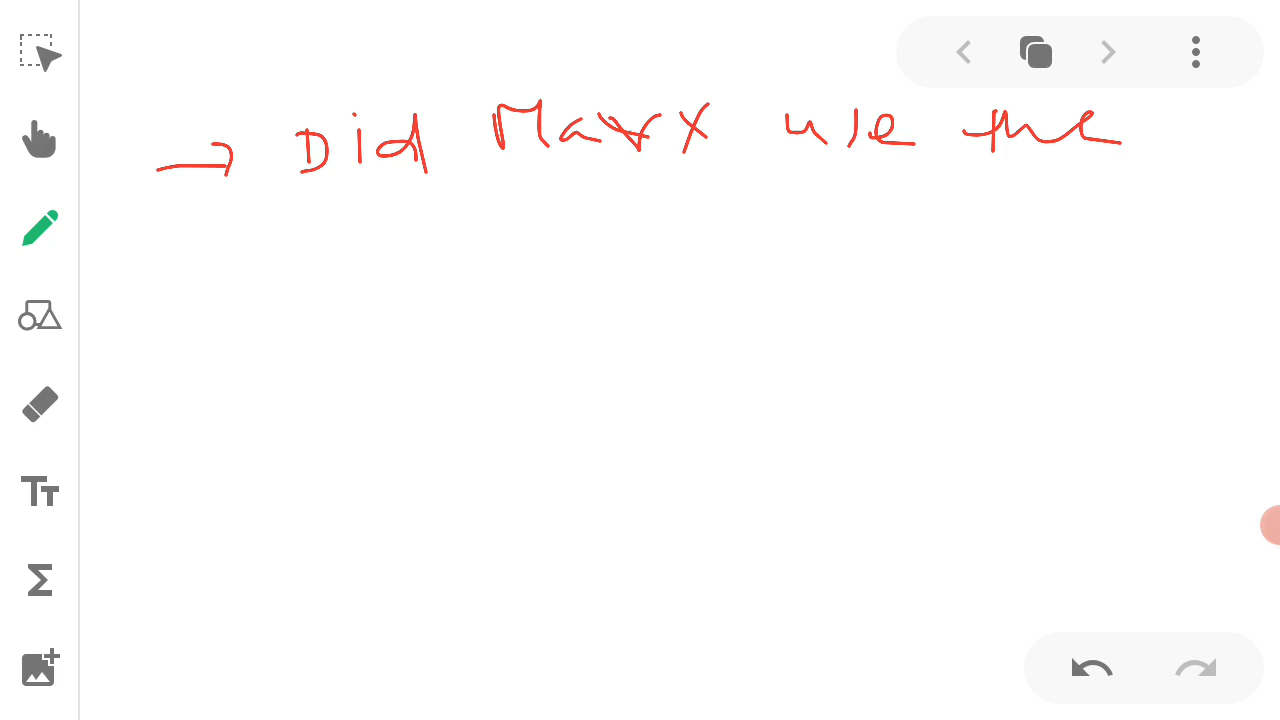 → Did Marx use the